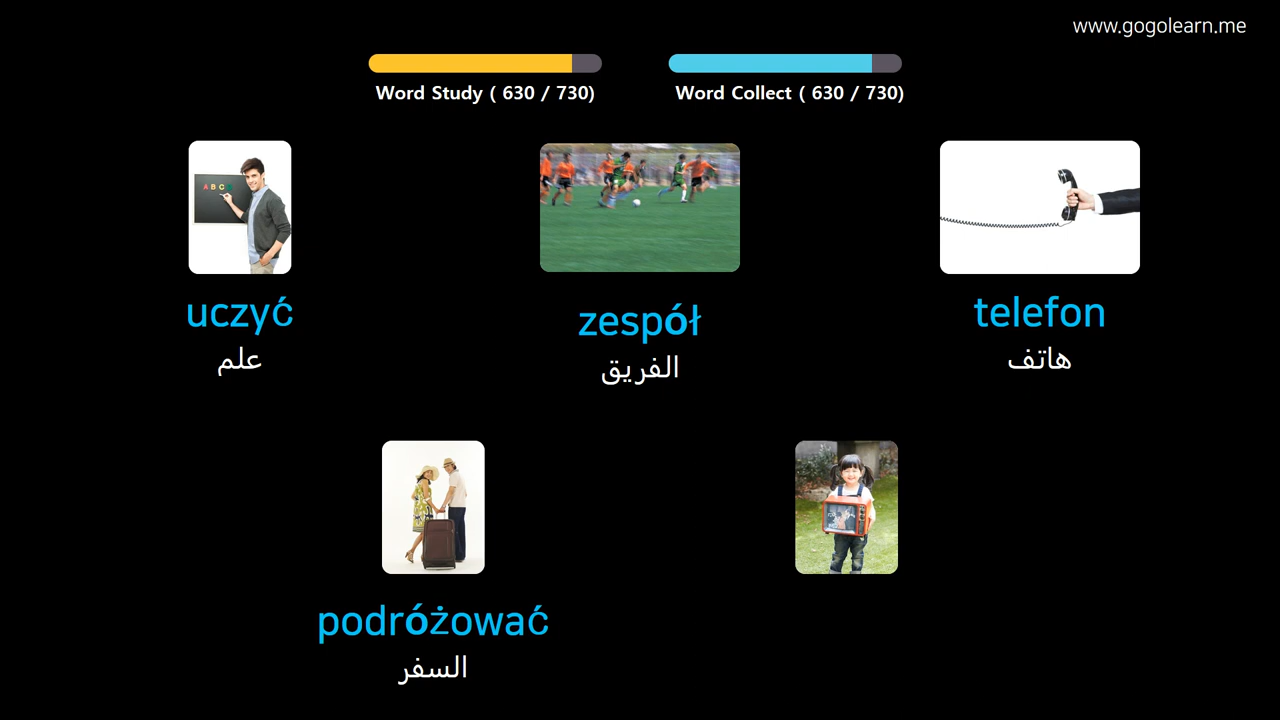 www.gogolearn.me
Word Study ( 630 / 730)
Word Collect ( 630 / 730)
A B C
uczyć
علم
zespół
الفريق
telefon
هاتف
podróżować
السفر